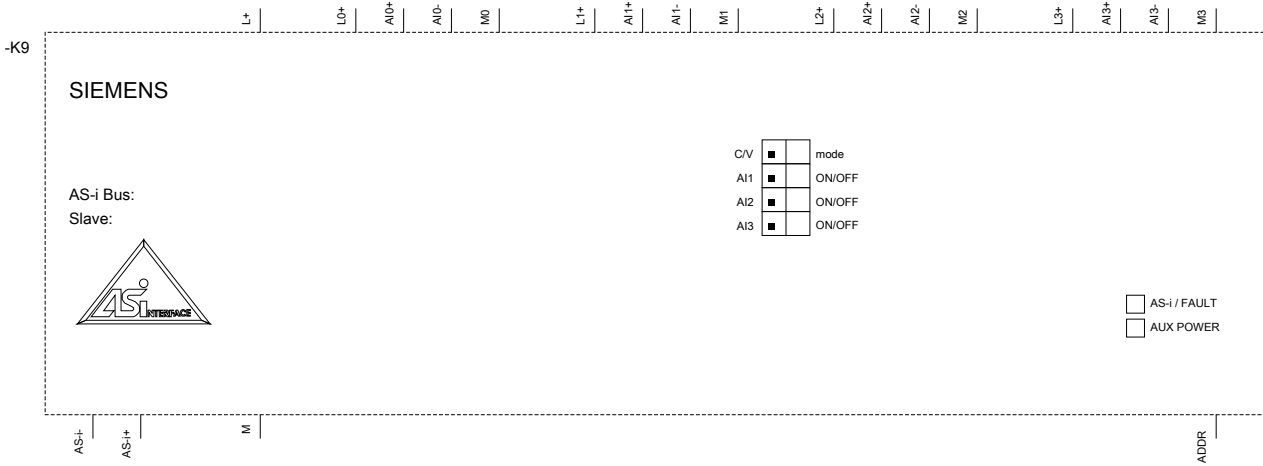 L+ L0+ AI0+ AI0- M0 L1+ AI1+ AI1- M1 L2+ AI2+ AI2- M2 L3+ AI3+ AI3- M3
-K9
SIEMENS
C/V mode
AI1 ON/OFF
AI2 ON/OFF
AI3 ON/OFF
AS-i Bus:
Slave:
ASi INTERFACE
AS-i / FAULT
AUX POWER
AS-i- AS-i+ M ADDR